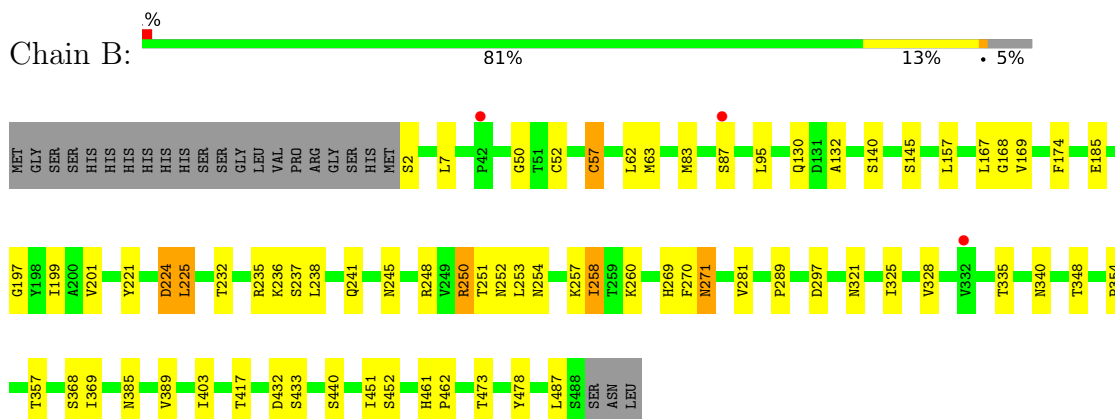 .%
Chain B:
81% 13% • 5%
MET GLY SER SER HIS HIS HIS HIS HIS HIS SER SER GLY LEU VAL PRO ARG GLY SER HIS MET S2 L7 P42 G50 T51 C52 C57 L62 M63 M83 S87 L95 Q130 D131 A132 S140 S145 L157 L167 G168 V169 F174 E185
G197 Y198 I199 A200 V201 Y221 D224 L225 T232 R235 K236 S237 L238 Q241 N245 R248 V249 R250 T251 N252 L253 N254 K257 I258 T259 K260 H269 F270 N271 V281 P289 D297 N321 I325 V328 V332 T335 N340 T348 P354
T357 S368 I369 N385 V389 I403 T417 D432 S433 S440 I451 S452 H461 P462 T473 Y478 L487 S488 SER ASN LEU